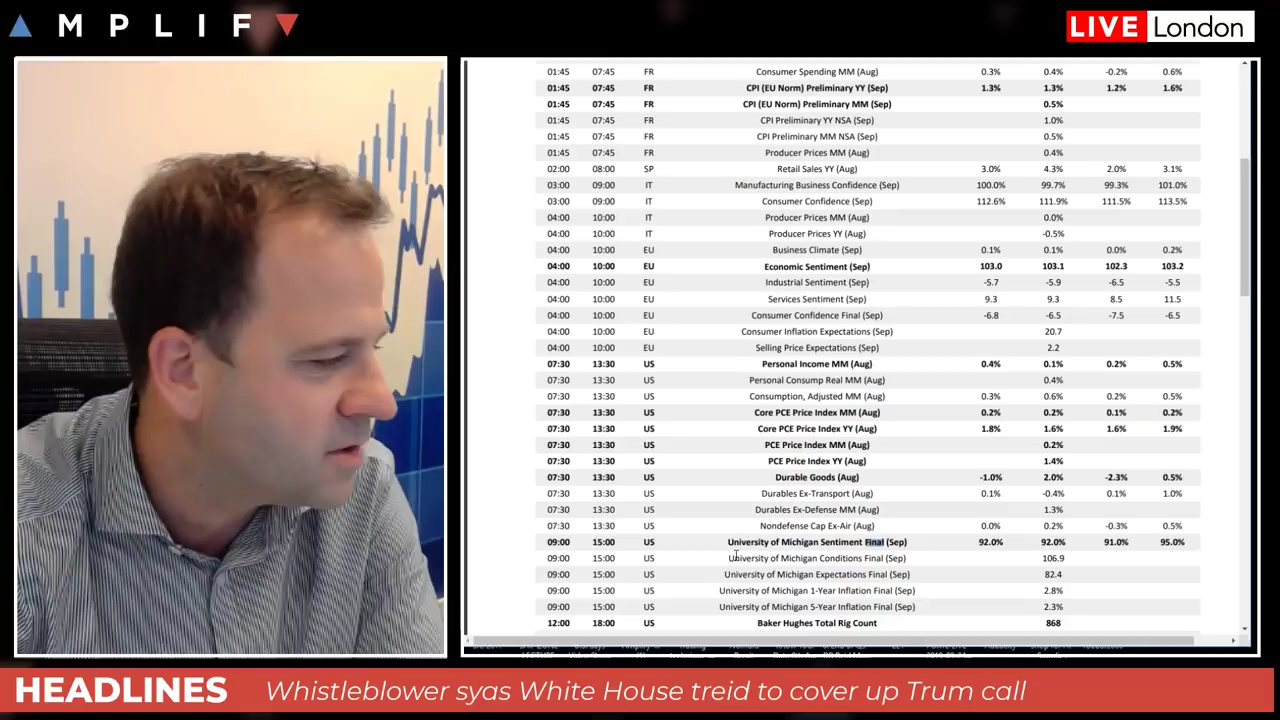 AMPLIFY
LIVE London
01:45 07:45 FR Consumer Spending MM (Aug) 0.3% 0.4% -0.2% 0.6%
01:45 07:45 FR CPI (EU Norm) Preliminary YY (Sep) 1.3% 1.3% 1.2% 1.6%
01:45 07:45 FR CPI (EU Norm) Preliminary MM (Sep) 0.5%
01:45 07:45 FR CPI Preliminary YY NSA (Sep) 1.0%
01:45 07:45 FR CPI Preliminary MM NSA (Sep) 0.5%
01:45 07:45 FR Producer Prices MM (Aug) 0.4%
02:00 08:00 SP Retail Sales YY (Aug) 3.0% 4.3% 2.0% 3.1%
03:00 09:00 IT Manufacturing Business Confidence (Sep) 100.0% 99.7% 99.3% 101.0%
03:00 09:00 IT Consumer Confidence (Sep) 112.6% 111.9% 111.5% 113.5%
04:00 10:00 IT Producer Prices MM (Aug) 0.0%
04:00 10:00 IT Producer Prices YY (Aug) -0.5%
04:00 10:00 EU Business Climate (Sep) 0.1% 0.1% 0.0% 0.2%
04:00 10:00 EU Economic Sentiment (Sep) 103.0 103.1 102.3 103.2
04:00 10:00 EU Industrial Sentiment (Sep) -5.7 -5.9 -6.5 -5.5
04:00 10:00 EU Services Sentiment (Sep) 9.3 9.3 8.5 11.5
04:00 10:00 EU Consumer Confidence Final (Sep) -6.8 -6.5 -7.5 -6.5
04:00 10:00 EU Consumer Inflation Expectations (Sep) 20.7
04:00 10:00 EU Selling Price Expectations (Sep) 2.2
07:30 13:30 US Personal Income MM (Aug) 0.4% 0.1% 0.2% 0.5%
07:30 13:30 US Personal Consump Real MM (Aug) 0.4%
07:30 13:30 US Consumption, Adjusted MM (Aug) 0.3% 0.6% 0.2% 0.5%
07:30 13:30 US Core PCE Price Index MM (Aug) 0.2% 0.2% 0.1% 0.2%
07:30 13:30 US Core PCE Price Index YY (Aug) 1.8% 1.6% 1.6% 1.9%
07:30 13:30 US PCE Price Index MM (Aug) 0.2%
07:30 13:30 US PCE Price Index YY (Aug) 1.4%
07:30 13:30 US Durable Goods (Aug) -1.0% 2.0% -2.3% 0.5%
07:30 13:30 US Durables Ex-Transport (Aug) 0.1% -0.4% 0.1% 1.0%
07:30 13:30 US Durables Ex-Defense MM (Aug) 1.3%
07:30 13:30 US Nondefense Cap Ex-Air (Aug) 0.0% 0.2% -0.3% 0.5%
09:00 15:00 US University of Michigan Sentiment Final (Sep) 92.0% 92.0% 91.0% 95.0%
09:00 15:00 US University of Michigan Conditions Final (Sep) 106.9
09:00 15:00 US University of Michigan Expectations Final (Sep) 82.4
09:00 15:00 US University of Michigan 1-Year Inflation Final (Sep) 2.8%
09:00 15:00 US University of Michigan 5-Year Inflation Final (Sep) 2.3%
12:00 18:00 US Baker Hughes Total Rig Count 868
HEADLINES Whistleblower syas White House treid to cover up Trum call